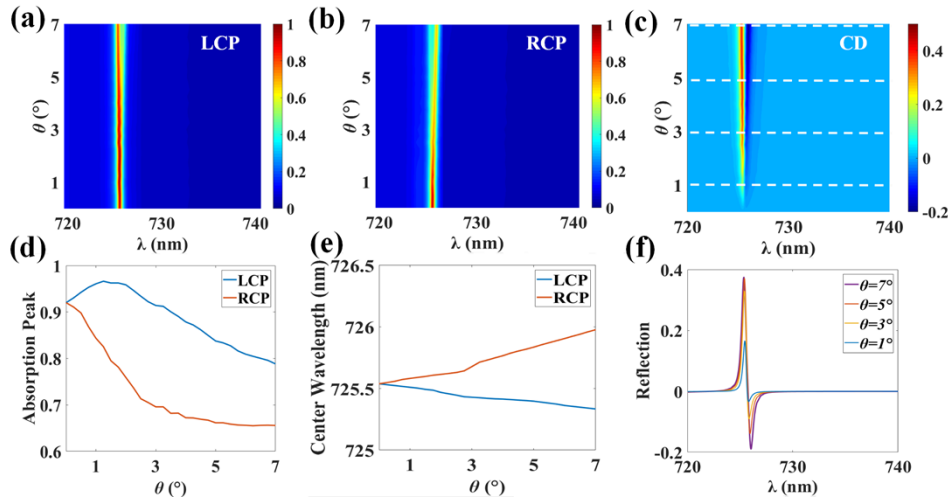 (a)
LCP
7
5
3
1
θ (°)
720
730
740
λ (nm)
1
0.8
0.6
0.4
0.2
0
(b)
RCP
7
5
3
1
θ (°)
720
730
740
λ (nm)
1
0.8
0.6
0.4
0.2
0
(c)
CD
7
5
3
1
θ (°)
720
730
740
λ (nm)
0.4
0.2
0
-0.2
(d)
LCP
RCP
Absorption Peak
1
0.9
0.8
0.7
0.6
1
3
5
7
θ (°)
(e)
LCP
RCP
Center Wavelength (nm)
726.5
726
725.5
725
1
3
5
7
θ (°)
(f)
θ=7°
θ=5°
θ=3°
θ=1°
Reflection
0.4
0.2
0
-0.2
720
730
740
λ (nm)